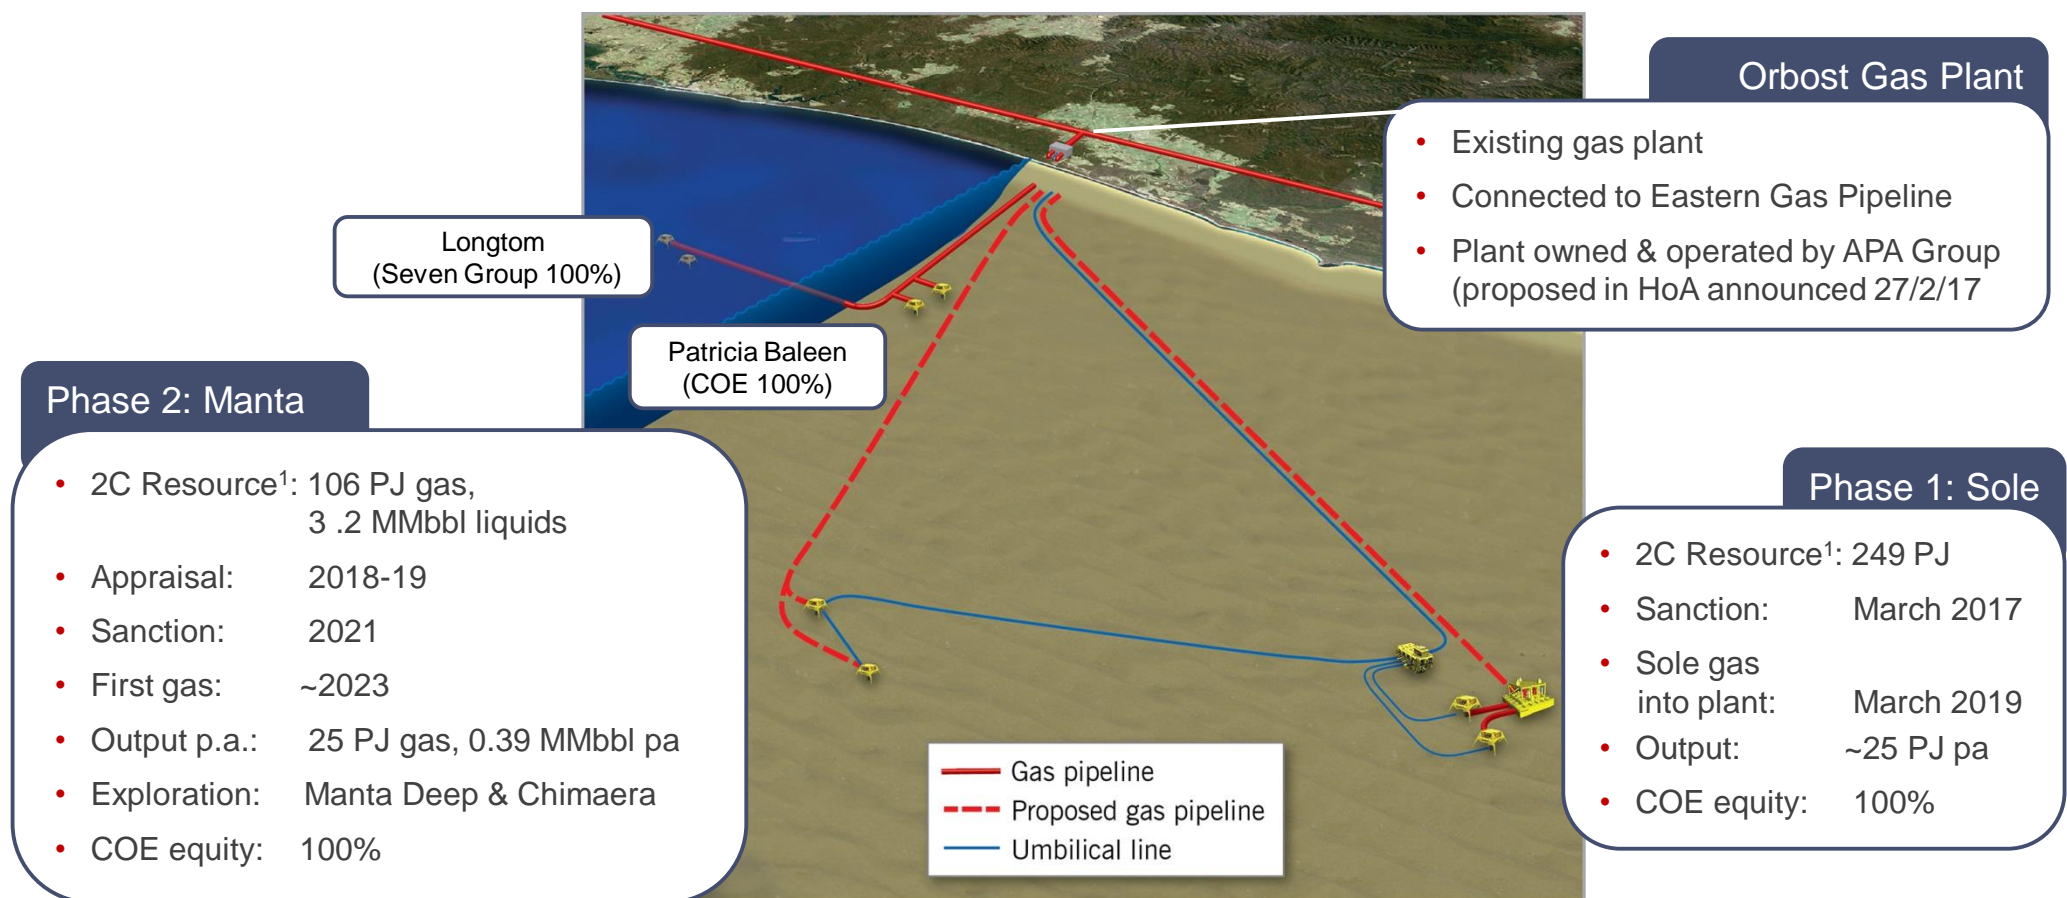 Orbost Gas Plant
• Existing gas plant
• Connected to Eastern Gas Pipeline
• Plant owned & operated by APA Group
(proposed in HoA announced 27/2/17
Longtom
(Seven Group 100%)
Patricia Baleen
(COE 100%)
Phase 2: Manta
• 2C Resource¹: 106 PJ gas,
3 .2 MMbbl liquids
• Appraisal: 2018-19
• Sanction: 2021
• First gas: ~2023
• Output p.a.: 25 PJ gas, 0.39 MMbbl pa
• Exploration: Manta Deep & Chimaera
• COE equity: 100%
Phase 1: Sole
• 2C Resource¹: 249 PJ
• Sanction: March 2017
• Sole gas
into plant: March 2019
• Output: ~25 PJ pa
• COE equity: 100%
Gas pipeline
Proposed gas pipeline
Umbilical line